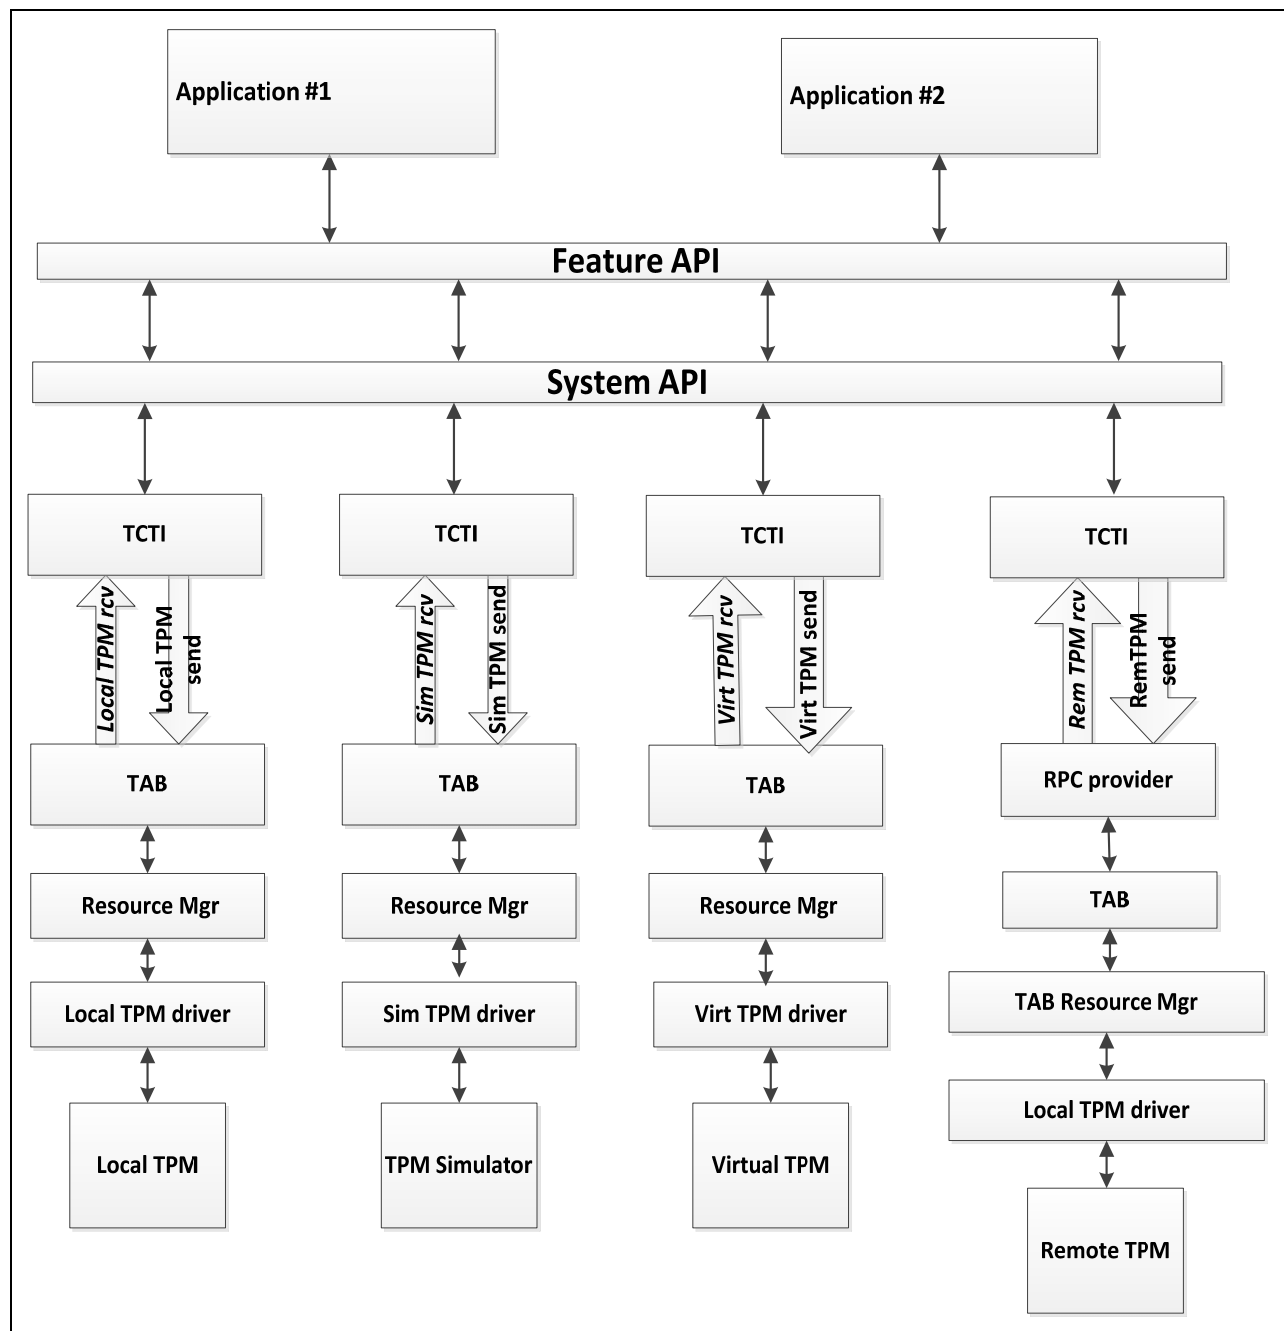 Application #1
Application #2
Feature API
System API
TCTI
TCTI
TCTI
TCTI
Local TPM rcv
Local TPM
send
Sim TPM rcv
Sim TPM send
Virt TPM rcv
Virt TPM send
Rem TPM rcv
RemTPM
send
TAB
TAB
TAB
RPC provider
Resource Mgr
Resource Mgr
Resource Mgr
TAB
Local TPM driver
Sim TPM driver
Virt TPM driver
TAB Resource Mgr
Local TPM driver
Local TPM
TPM Simulator
Virtual TPM
Remote TPM